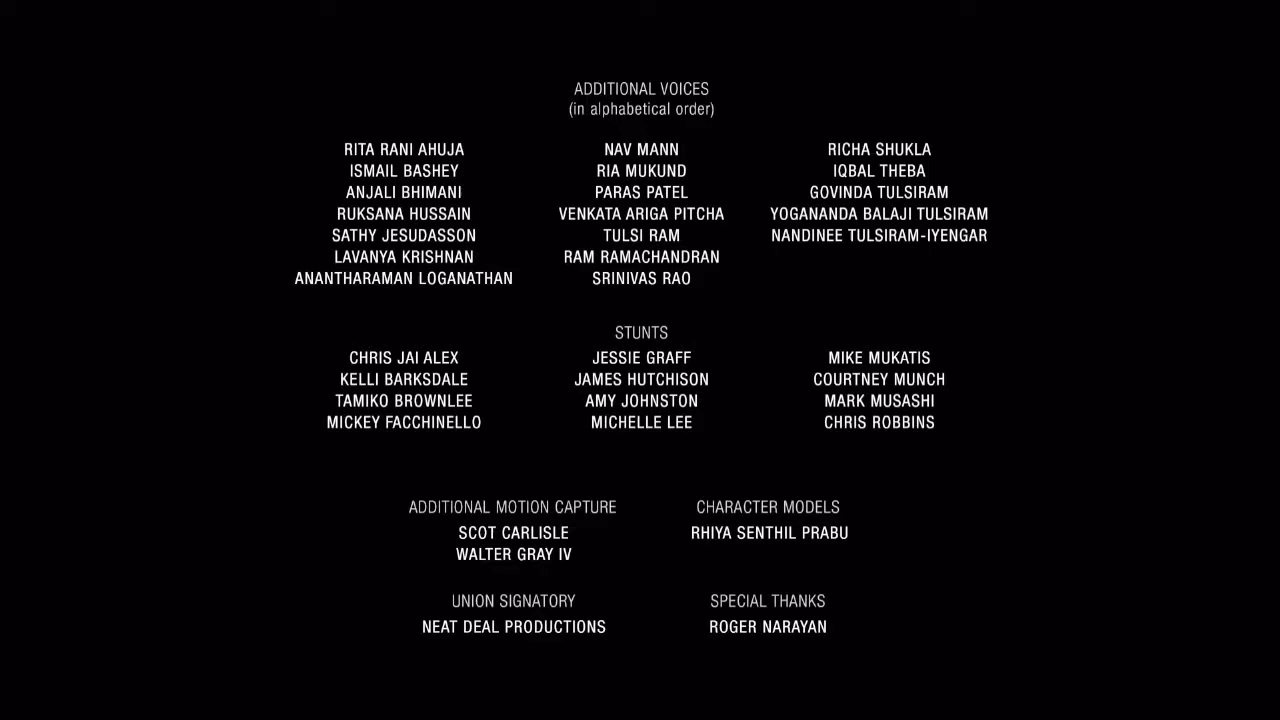 ADDITIONAL VOICES
(in alphabetical order)
RITA RANI AHUJA
ISMAIL BASHEY
ANJALI BHIMANI
RUKSANA HUSSAIN
SATHY JESUDASSON
LAVANYA KRISHNAN
ANANTHARAMAN LOGANATHAN
NAV MANN
RIA MUKUND
PARAS PATEL
VENKATA ARIGA PITCHA
TULSI RAM
RAM RAMACHANDRAN
SRINIVAS RAO
RICHA SHUKLA
IQBAL THEBA
GOVINDA TULSIRAM
YOGANANDA BALAJI TULSIRAM
NANDINEE TULSIRAM-IYENGAR
STUNTS
CHRIS JAI ALEX
KELLI BARKSDALE
TAMIKO BROWNLEE
MICKEY FACCHINELLO
JESSIE GRAFF
JAMES HUTCHISON
AMY JOHNSTON
MICHELLE LEE
MIKE MUKATIS
COURTNEY MUNCH
MARK MUSASHI
CHRIS ROBBINS
ADDITIONAL MOTION CAPTURE
SCOT CARLISLE
WALTER GRAY IV
CHARACTER MODELS
RHIYA SENTHIL PRABU
UNION SIGNATORY
NEAT DEAL PRODUCTIONS
SPECIAL THANKS
ROGER NARAYAN